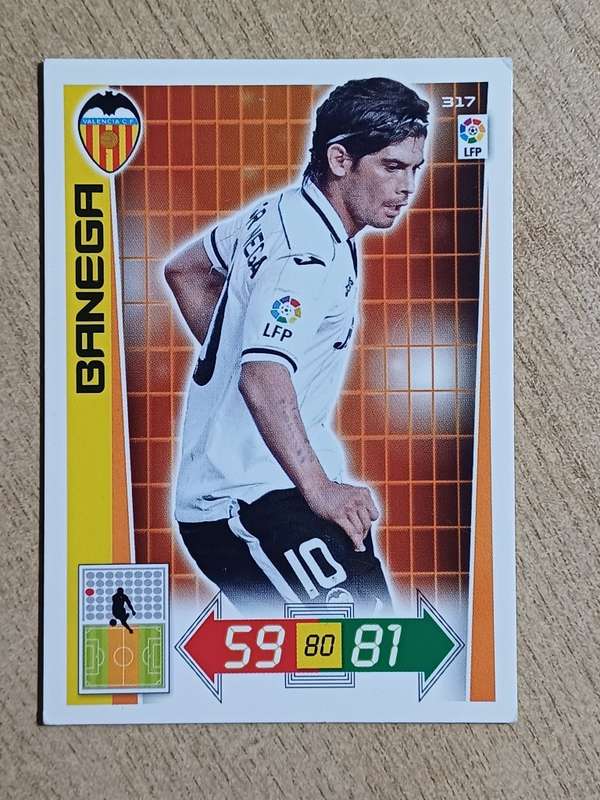 317
VALENCIA C.F
LFP
BANEGA
LFP
10
59 80 81